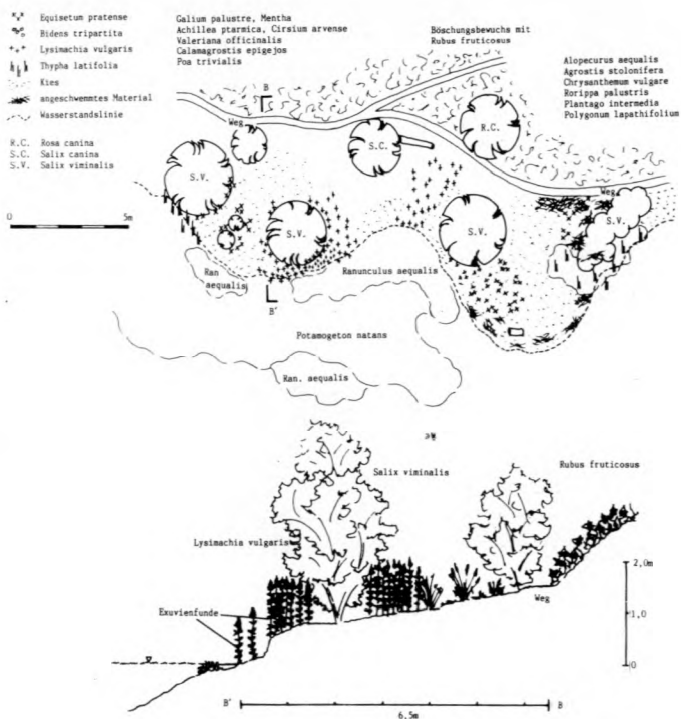 Equisetum pratense
Bidens tripartita
Lysimachia vulgaris
Thypha latifolia
Kies
angeschwemmtes Material
Wasserstandslinie
R.C. Rosa canina
S.C. Salix canina
S.V. Salix viminalis
0 5m
Galium palustre, Mentha
Achillea ptarmica, Cirsium arvense
Valeriana officinalis
Calamagrostis epigejos
Poa trivialis
Böschungsbewuchs mit
Rubus fruticosus
Alopecurus aequalis
Agrostis stolonifera
Chrysanthemum vulgare
Rorippa palustris
Plantago intermedia
Polygonum lapathifolium
B
Weg
R.C.
S.C.
S.V.
Weg
S.V.
S.V.
S.V.
Ran
aequalis
Ranunculus aequalis
B'
Potamogeton natans
Ran. aequalis
Salix viminalis
Rubus fruticosus
Lysimachia vulgaris
2,0m
Exuvienfunde
Weg
1,0
0
B' B
6.5m